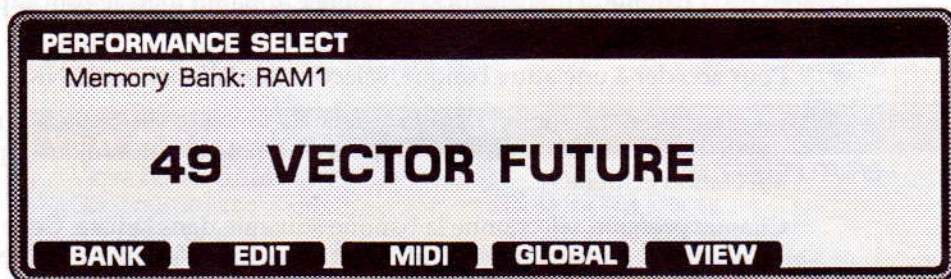 PERFORMANCE SELECT
Memory Bank: RAM1
49 VECTOR FUTURE
BANK EDIT MIDI GLOBAL VIEW